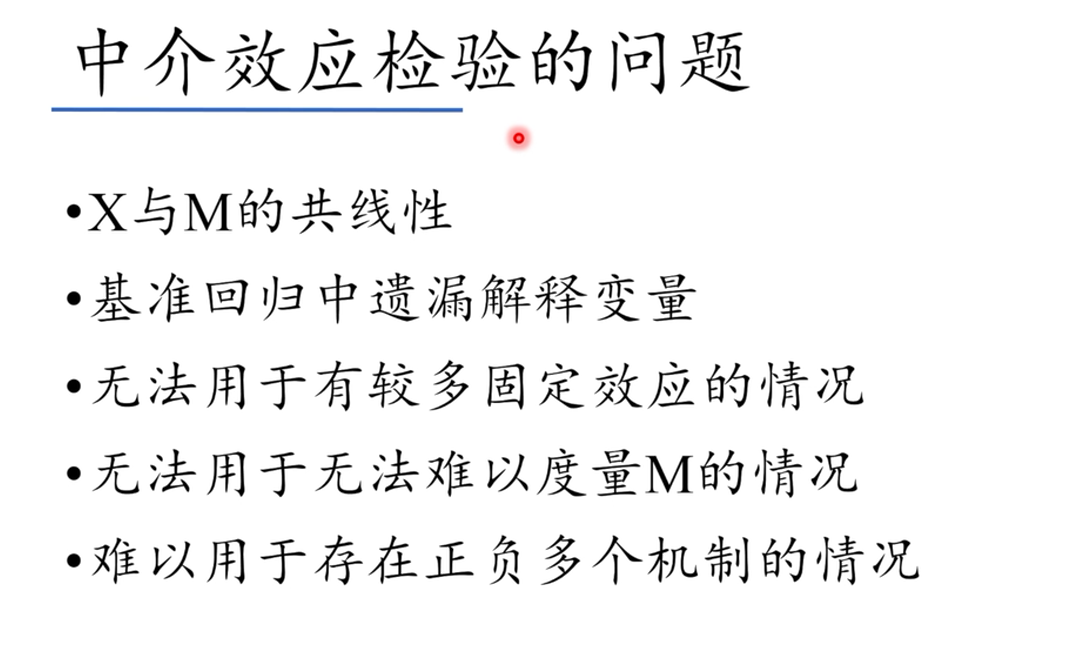 中介效应检验的问题
•X与M的共线性
•基准回归中遗漏解释变量
•无法用于有较多固定效应的情况
•无法用于无法难以度量M的情况
•难以用于存在正负多个机制的情况